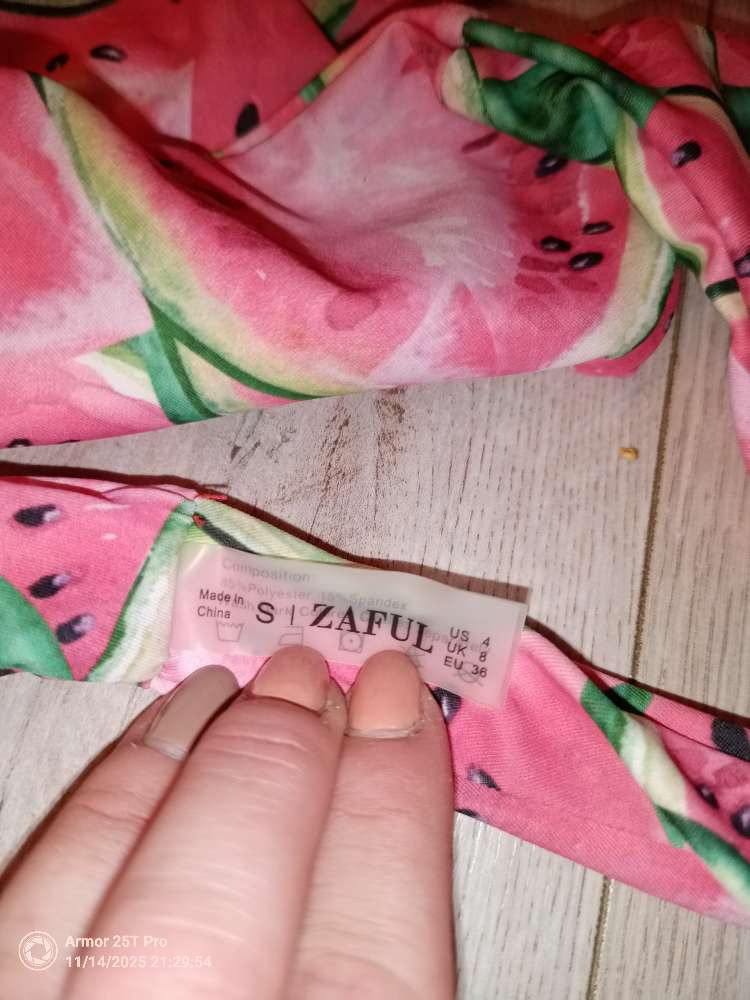 Composition:
85%Polyester 15%Spandex
Made In
China
S | ZAFUL
US 4
UK 8
EU 36
Armor 25T Pro
11/14/2025 21:29:54